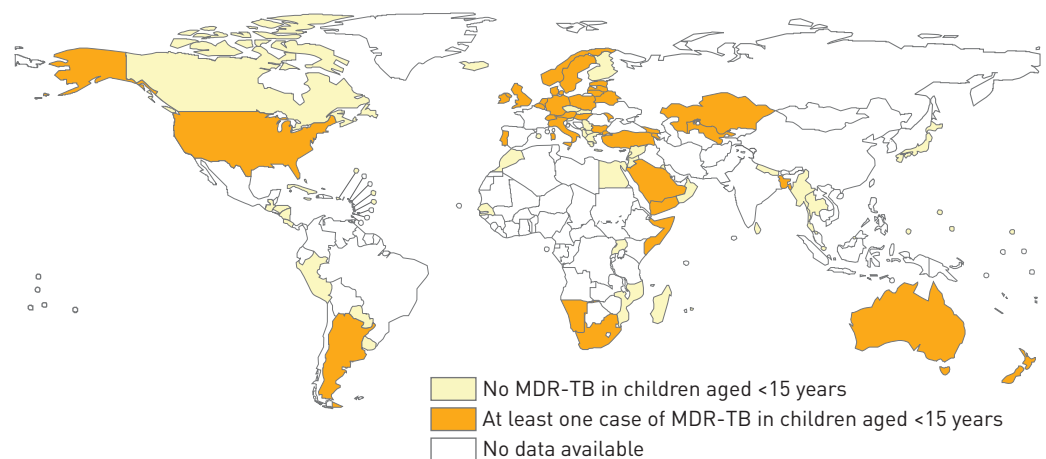 No MDR-TB in children aged <15 years
At least one case of MDR-TB in children aged <15 years
No data available